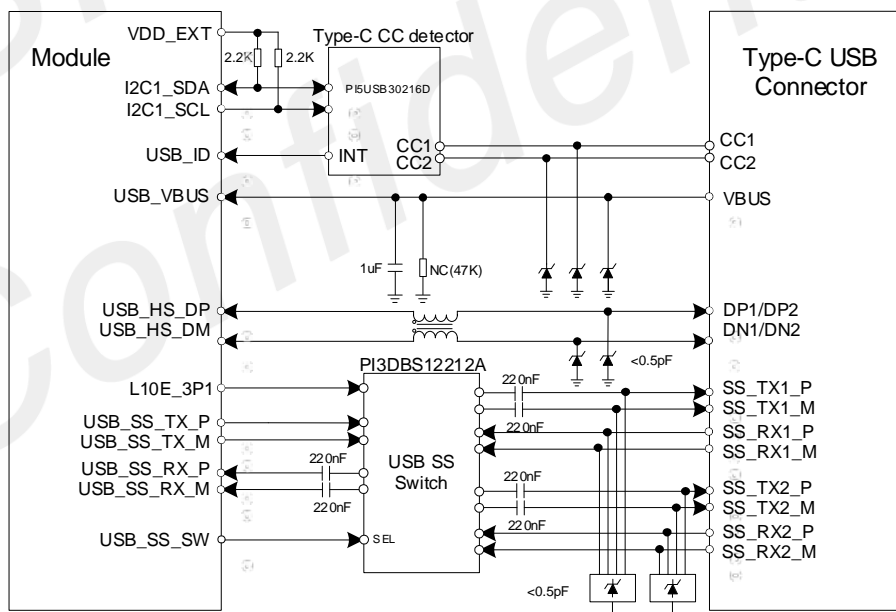 Confidential
Module
VDD_EXT
I2C1_SDA
I2C1_SCL
USB_ID
USB_VBUS
USB_HS_DP
USB_HS_DM
L10E_3P1
USB_SS_TX_P
USB_SS_TX_M
USB_SS_RX_P
USB_SS_RX_M
USB_SS_SW
2.2K
2.2K
Type-C CC detector
PI5USB30216D
INT
CC1
CC2
1uF
NC(47K)
<0.5pF
PI3DBS12212A
USB SS
Switch
SEL
220nF
220nF
220nF
220nF
220nF
220nF
<0.5pF
Type-C USB
Connector
CC1
CC2
VBUS
DP1/DP2
DN1/DN2
SS_TX1_P
SS_TX1_M
SS_RX1_P
SS_RX1_M
SS_TX2_P
SS_TX2_M
SS_RX2_P
SS_RX2_M